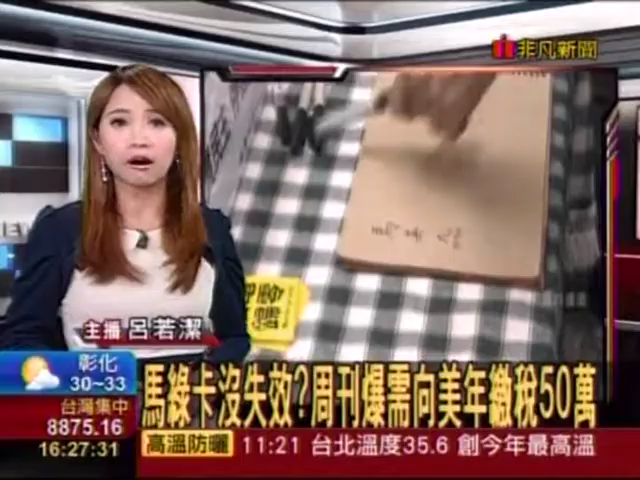 非凡新聞
主播 呂若潔
彰化
30~33
台灣集中
8875.16
16:27:31
馬綠卡沒失效?周刊爆需向美年繳稅50萬
高溫防曬 11:21 台北溫度35.6 創今年最高溫